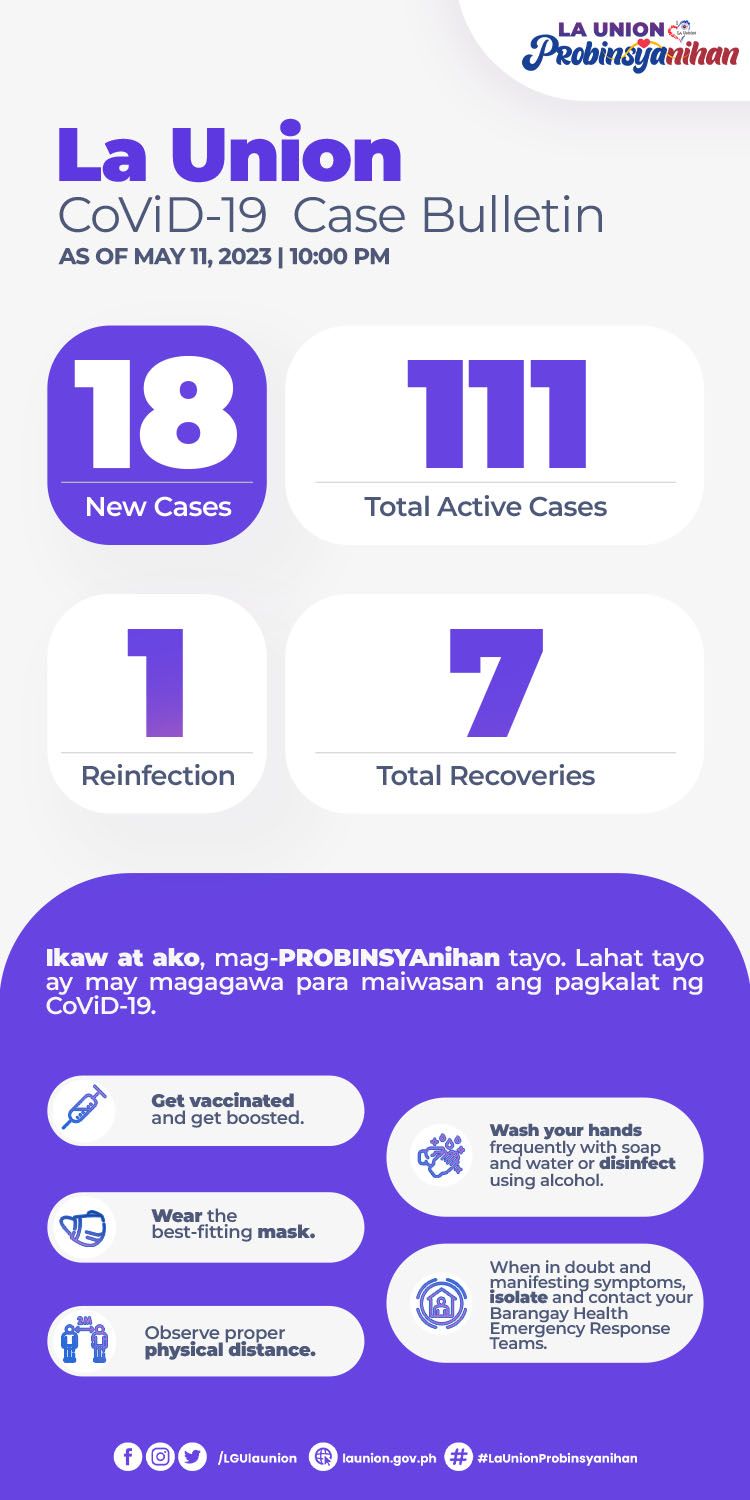 LA UNION
PRobinsyanihan
La Union
CoViD-19 Case Bulletin
AS OF MAY 11, 2023 | 10:00 PM
18
New Cases
111
Total Active Cases
1
Reinfection
7
Total Recoveries
Ikaw at ako, mag-PROBINSYAnihan tayo. Lahat tayo
ay may magagawa para maiwasan ang pagkalat ng
CoViD-19.
Get vaccinated
and get boosted.
Wear the
best-fitting mask.
2M
Observe proper
physical distance.
Wash your hands
frequently with soap
and water or disinfect
using alcohol.
When in doubt and
manifesting symptoms,
isolate and contact your
Barangay Health
Emergency Response
Teams.
/LGUlaunion
launion.gov.ph
#
#LaUnionProbinsyanihan